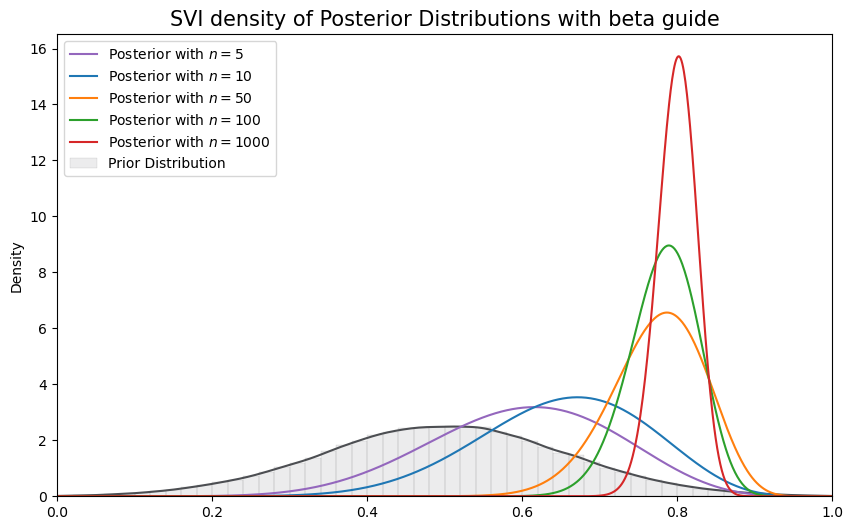 SVI density of Posterior Distributions with beta guide
Posterior with n = 5
Posterior with n = 10
Posterior with n = 50
Posterior with n = 100
Posterior with n = 1000
Prior Distribution
Density
16
14
12
10
8
6
4
2
0
0.0 0.2 0.4 0.6 0.8 1.0